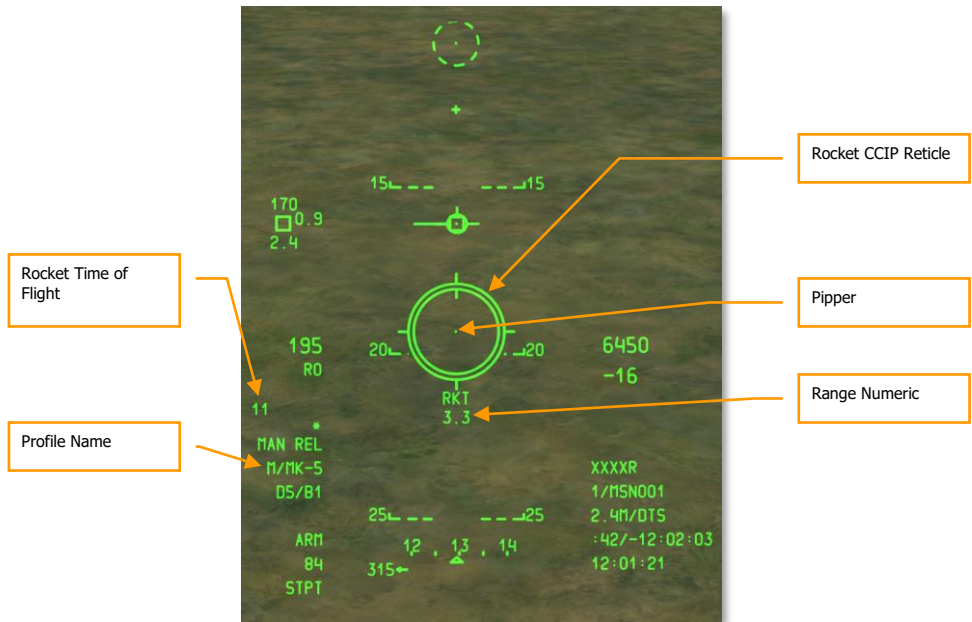 Rocket CCIP Reticle
15 15
170
0.9
2.4
Rocket Time of
Flight
Pipper
195
20 20
6450
R0
-16
RKT
3.3
Range Numeric
11
*
MAN REL
Profile Name
M/MK-5
D5/B1
XXXXR
1/MSN001
2.4M/DTS
25 25
ARM
12 . 13 . 14
:42/-12:02:03
84
315←
12:01:21
STPT